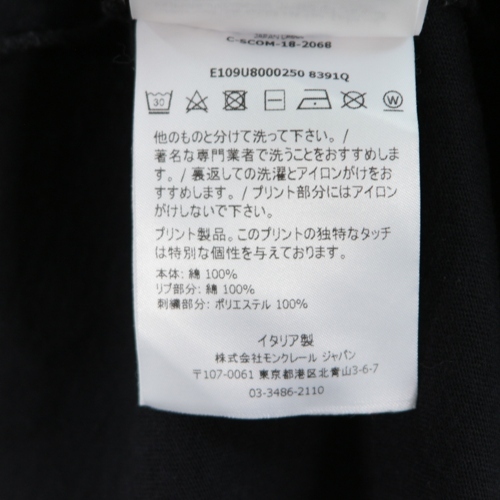 C-SCOM-18-2068
E109U8000250 8391Q
30
W
他のものと分けて洗って下さい。/
著名な専門業者で洗うことをおすすめしま
す。/ 裏返しての洗濯とアイロンがけをお
すすめします。/ プリント部分にはアイロン
がけしないで下さい。
プリント製品。このプリントの独特なタッチ
は特別な個性を与えております。
本体: 綿 100%
リブ部分: 綿 100%
刺繍部分: ポリエステル 100%
イタリア製
株式会社モンクレール ジャパン
〒107-0061 東京都港区北青山3-6-7
03-3486-2110